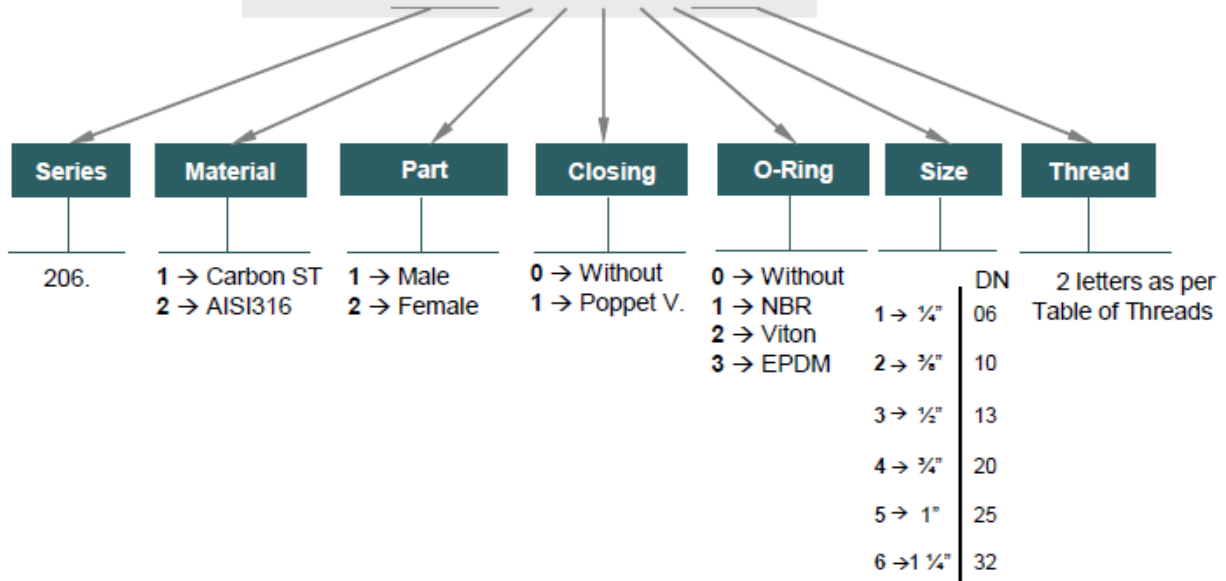 Series
Material
Part
Closing
O-Ring
Size
Thread
206.
1 → Carbon ST
2 → AISI316
1 → Male
2 → Female
0 → Without
1 → Poppet V.
0 → Without
1 → NBR
2 → Viton
3 → EPDM
DN
1 → ¼” 06
2 → ⅜” 10
3 → ½” 13
4 → ¾” 20
5 → 1” 25
6 →1 ¼” 32
2 letters as per
Table of Threads